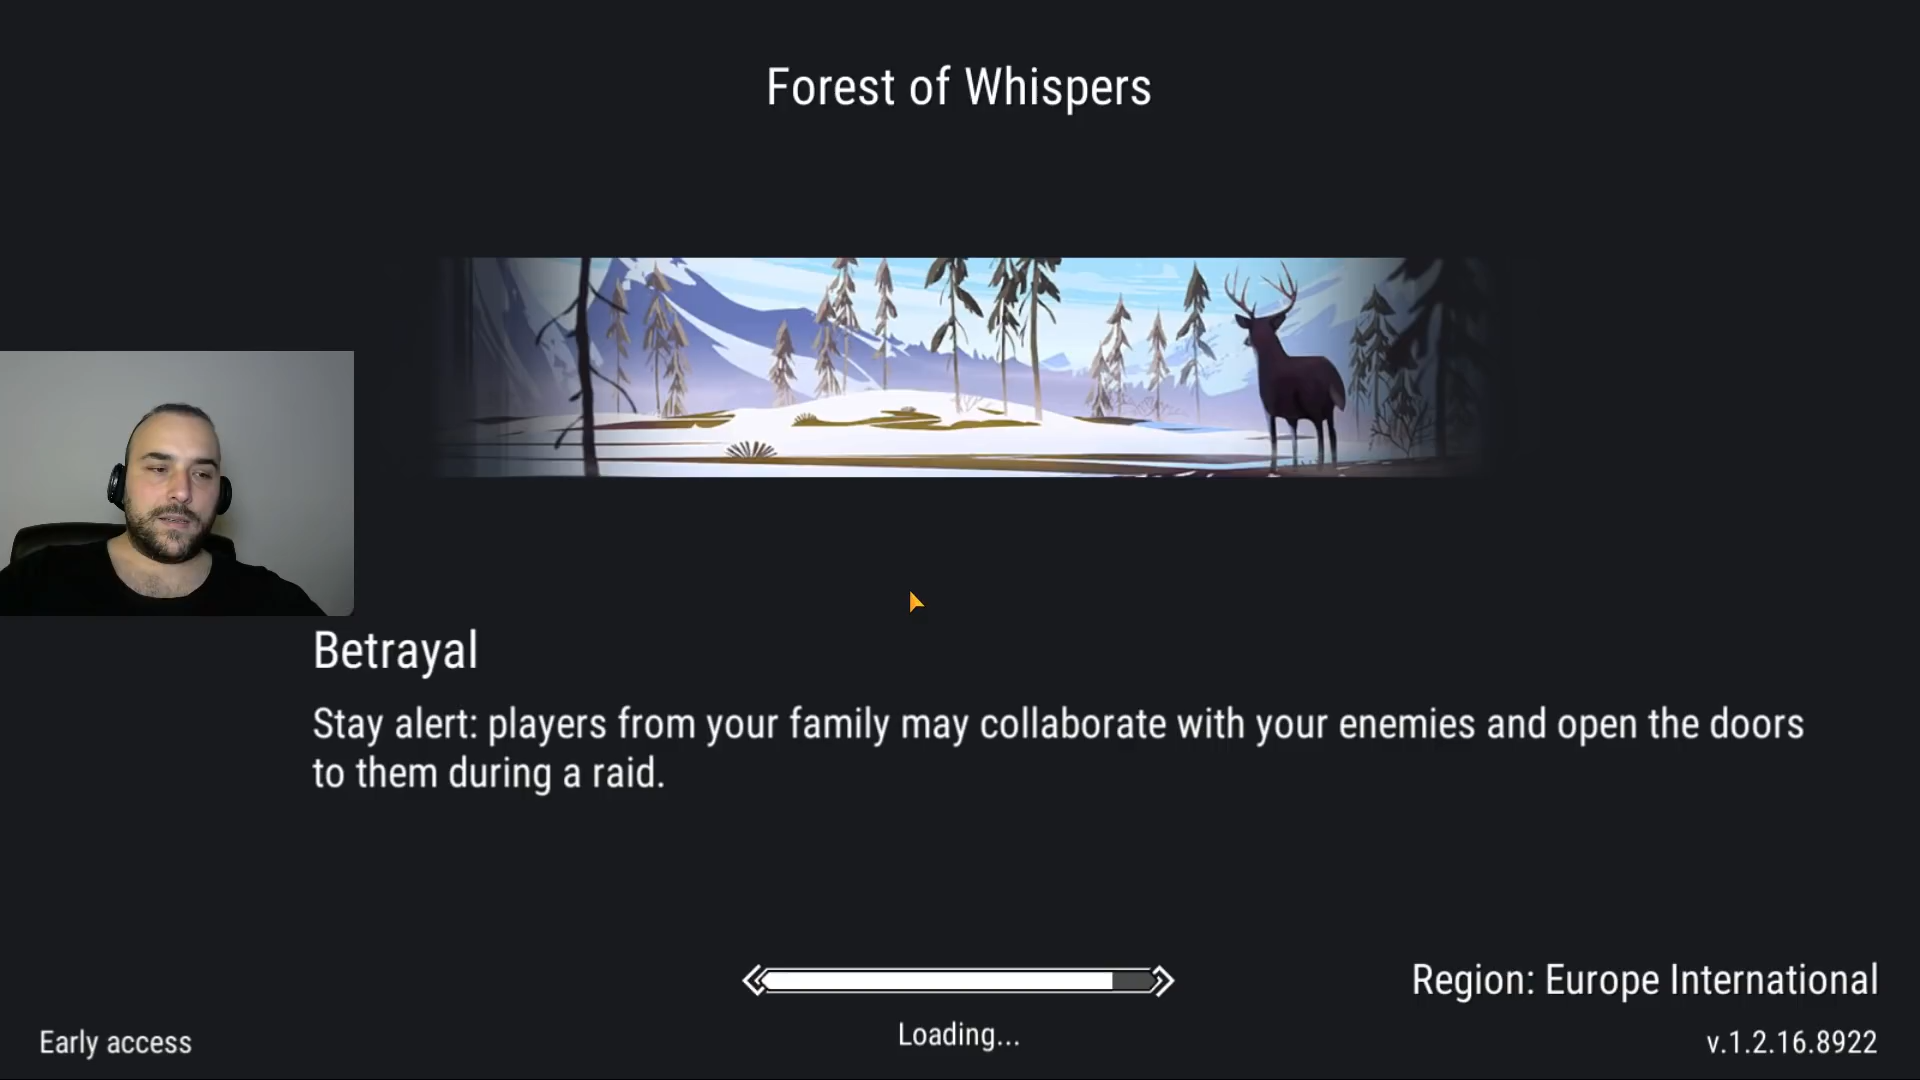 Forest of Whispers
Betrayal
Stay alert: players from your family may collaborate with your enemies and open the doors
to them during a raid.
Region: Europe International
Loading...
Early access
v.1.2.16.8922